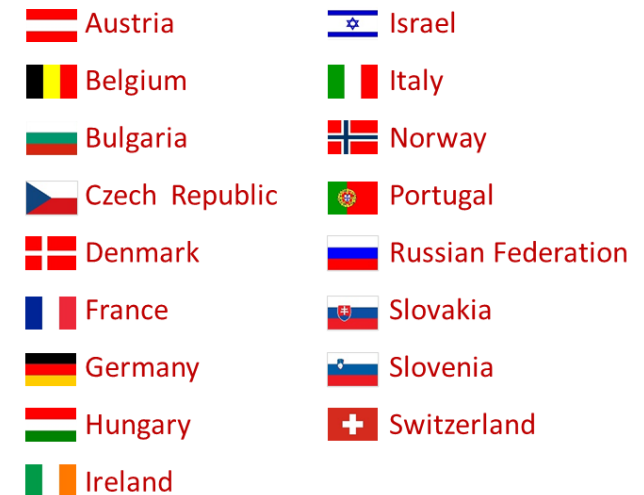 Austria
Belgium
Bulgaria
Czech Republic
Denmark
France
Germany
Hungary
Ireland
Israel
Italy
Norway
Portugal
Russian Federation
Slovakia
Slovenia
Switzerland